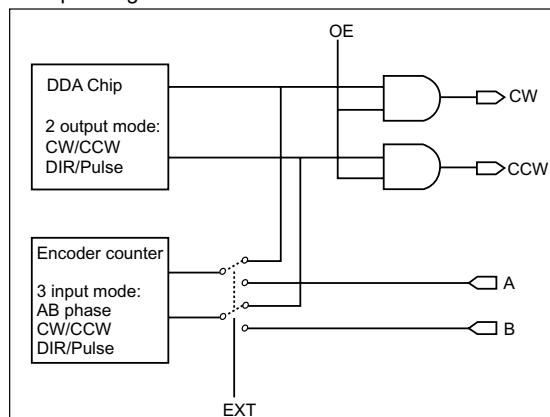 OE
DDA Chip
2 output mode:
CW/CCW
DIR/Pulse
CW
CCW
Encoder counter
3 input mode:
AB phase
CW/CCW
DIR/Pulse
A
B
EXT